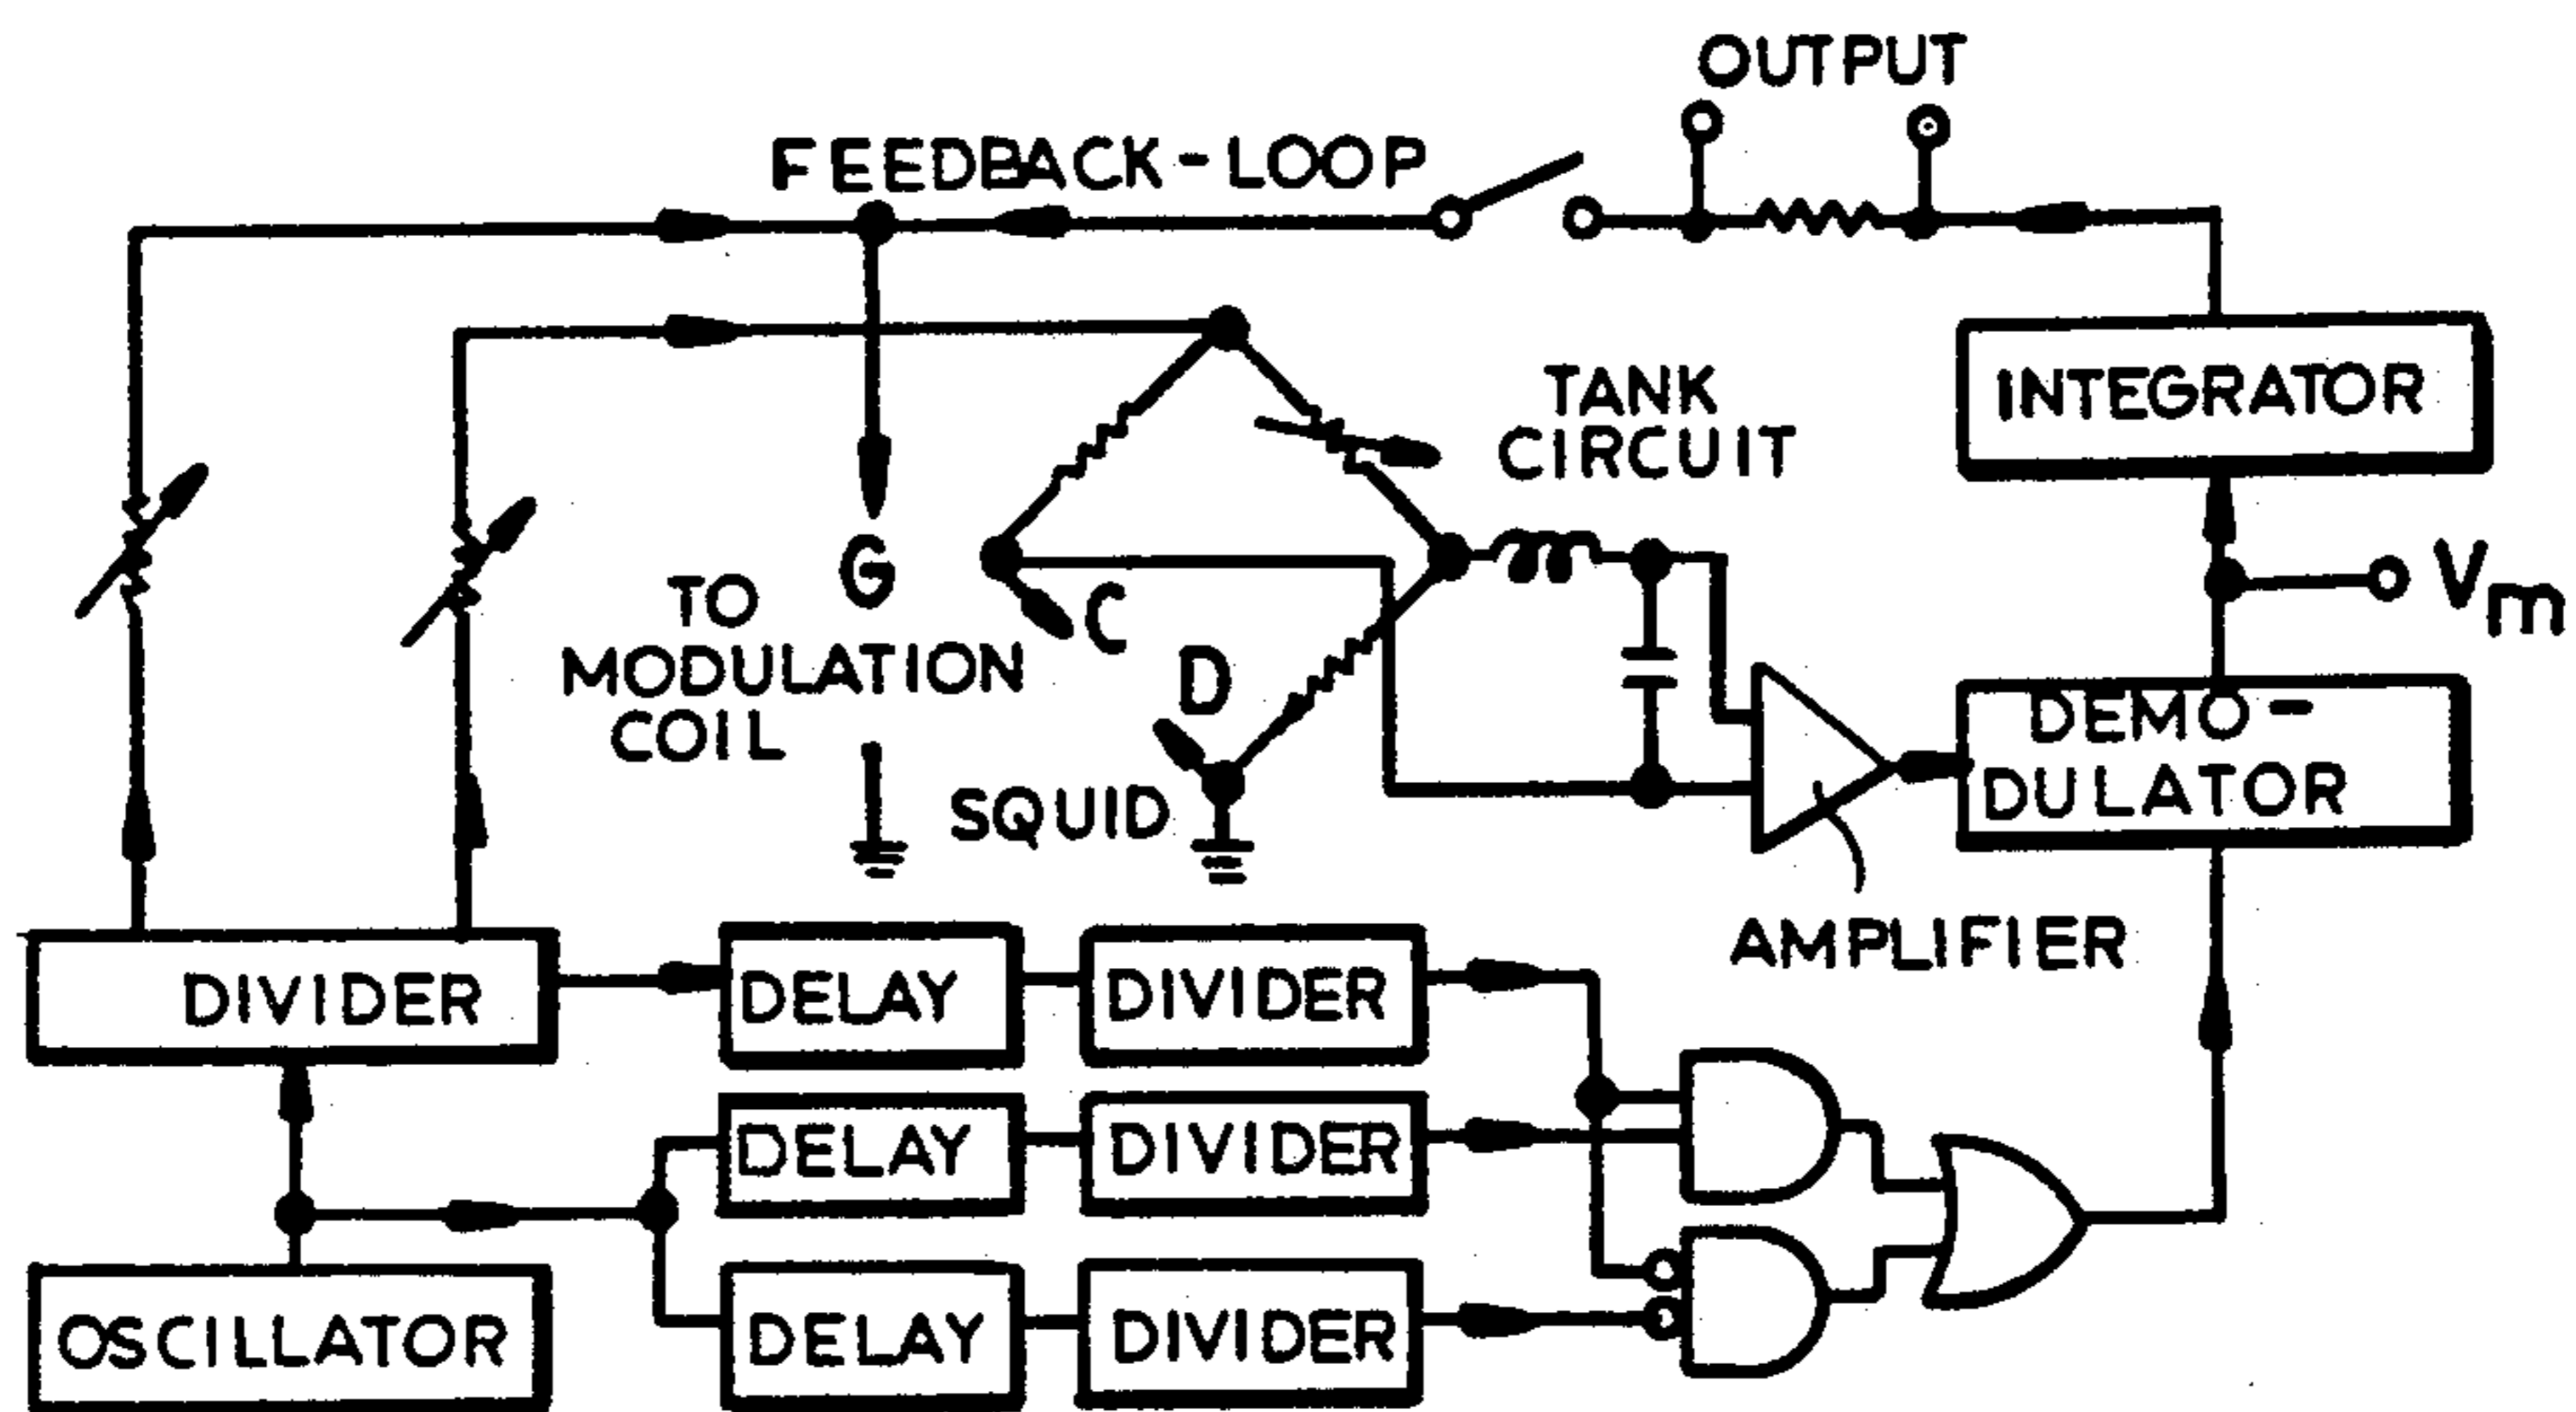 OUTPUT
FEEDBACK-LOOP
TANK
CIRCUIT
INTEGRATOR
G
TO
MODULATION
COIL
C
D
SQUID
Vm
DEMO-
DULATOR
AMPLIFIER
DIVIDER
DELAY
DIVIDER
DELAY
DIVIDER
OSCILLATOR
DELAY
DIVIDER